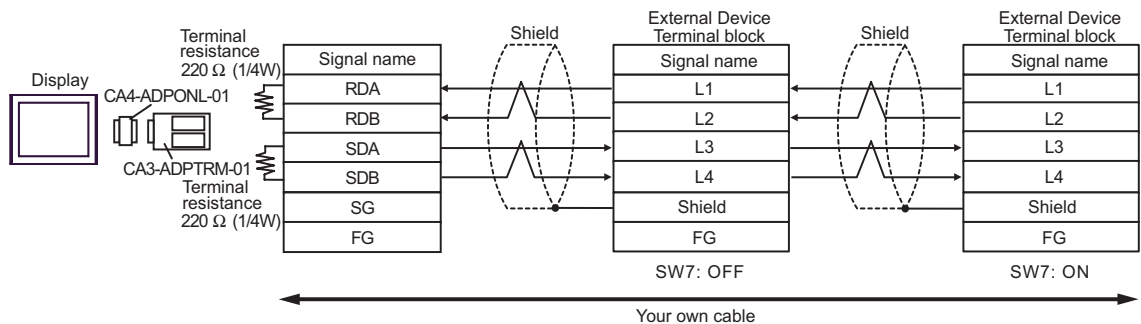 Display
CA4-ADPONL-01
CA3-ADPTRM-01
Terminal
resistance
220 Ω (1/4W)
Terminal
resistance
220 Ω (1/4W)
Signal name
RDA
RDB
SDA
SDB
SG
FG
Shield
External Device
Terminal block
Signal name
L1
L2
L3
L4
Shield
FG
SW7: OFF
Shield
External Device
Terminal block
Signal name
L1
L2
L3
L4
Shield
FG
SW7: ON
Your own cable